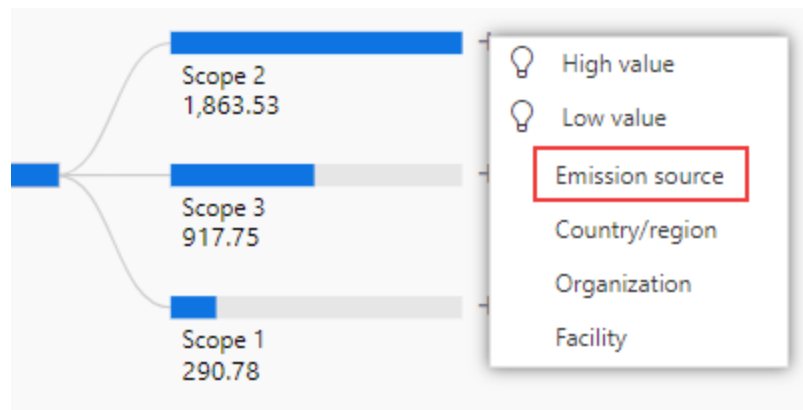 Scope 2
1,863.53
Scope 3
917.75
Scope 1
290.78
High value
Low value
Emission source
Country/region
Organization
Facility